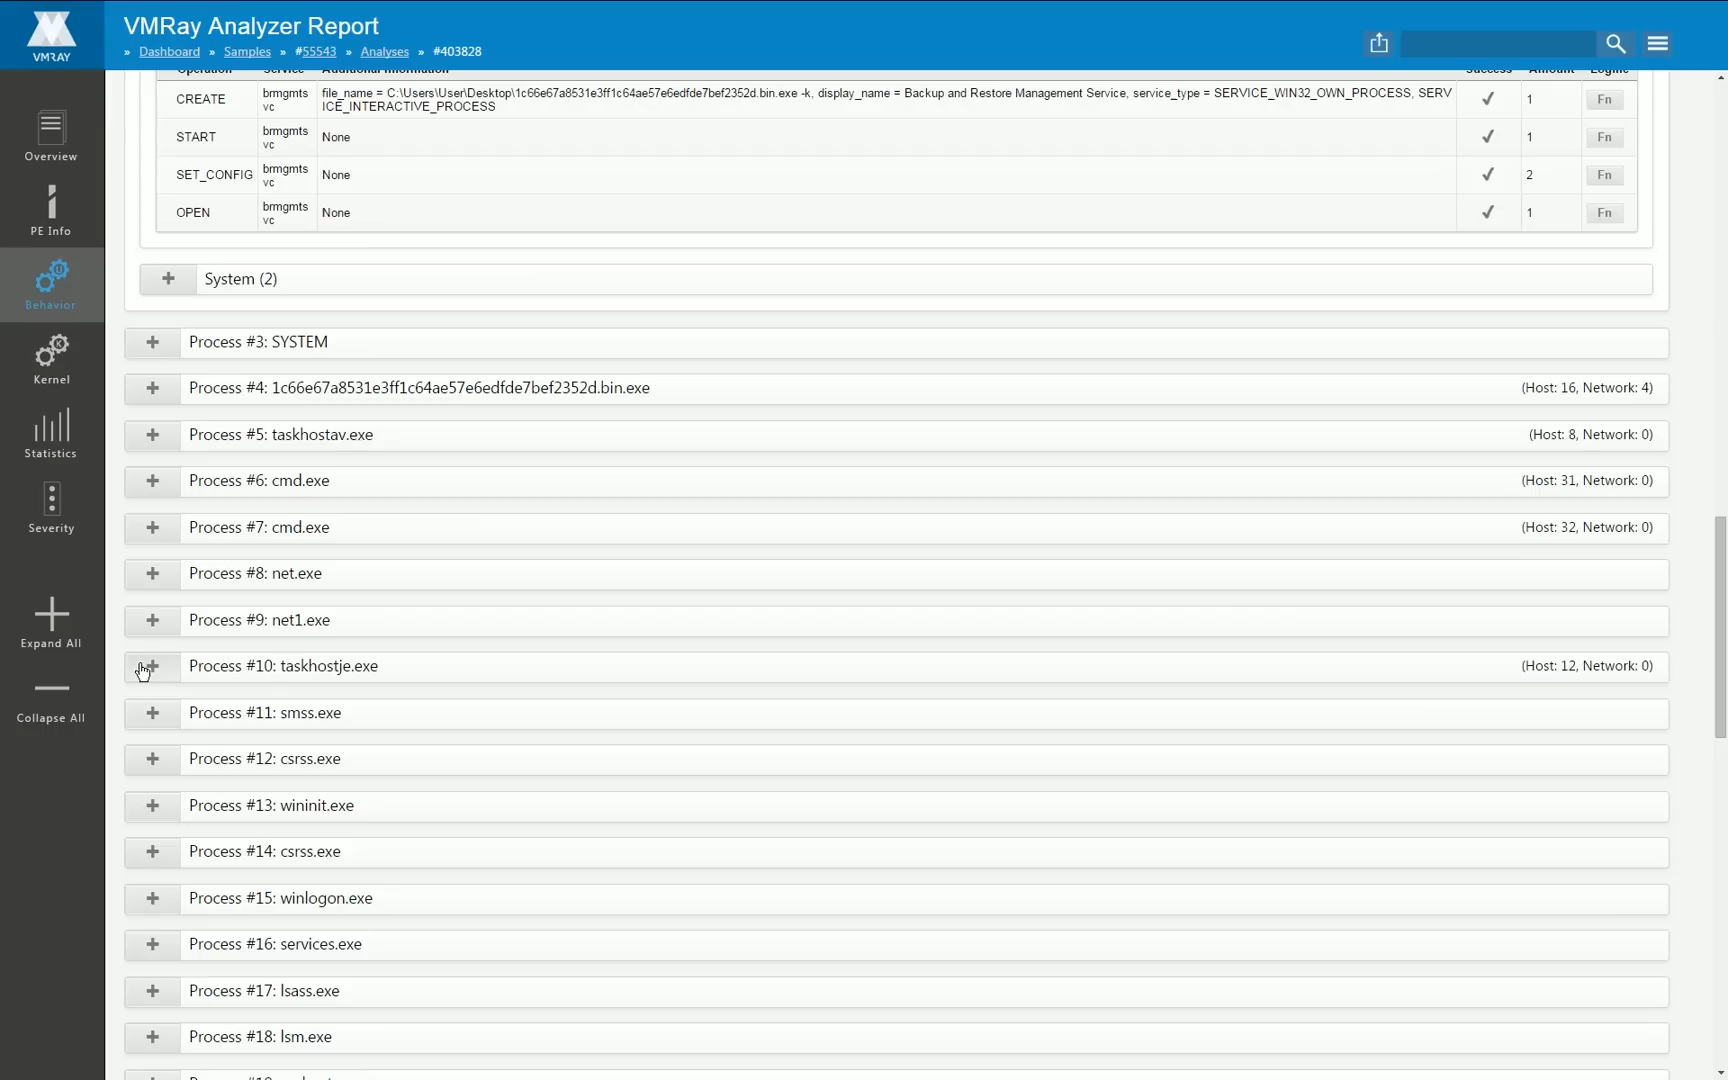 VMRay Analyzer Report
VMRAY
» Dashboard » Samples » #55543 » Analyses » #403828
Operation Service Additional Information Success Amount Logfile
CREATE brmgmts file_name = C:\Users\User\Desktop\1c66e67a8531e3ff1c64ae57e6edfde7bef2352d.bin.exe -k, display_name = Backup and Restore Management Service, service_type = SERVICE_WIN32_OWN_PROCESS, SERV 1 Fn
vc ICE_INTERACTIVE_PROCESS
START brmgmts None 1 Fn
vc
SET_CONFIG brmgmts None 2 Fn
vc
OPEN brmgmts None 1 Fn
vc
System (2)
Process #3: SYSTEM
Process #4: 1c66e67a8531e3ff1c64ae57e6edfde7bef2352d.bin.exe (Host: 16, Network: 4)
Process #5: taskhostav.exe (Host: 8, Network: 0)
Process #6: cmd.exe (Host: 31, Network: 0)
Process #7: cmd.exe (Host: 32, Network: 0)
Process #8: net.exe
Process #9: net1.exe
Process #10: taskhostje.exe (Host: 12, Network: 0)
Process #11: smss.exe
Process #12: csrss.exe
Process #13: wininit.exe
Process #14: csrss.exe
Process #15: winlogon.exe
Process #16: services.exe
Process #17: lsass.exe
Process #18: lsm.exe
Overview
PE Info
Behavior
Kernel
Statistics
Severity
Expand All
Collapse All